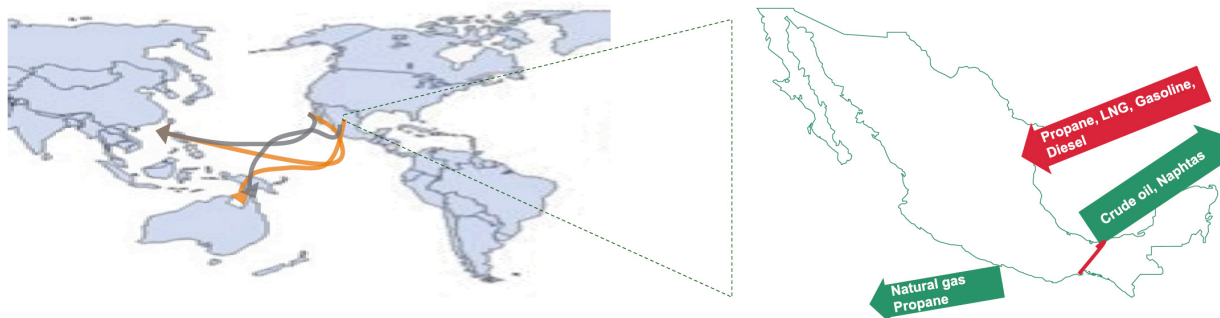 Propane, LNG, Gasoline,
Diesel
Crude oil, Naphtas
Natural gas
Propane